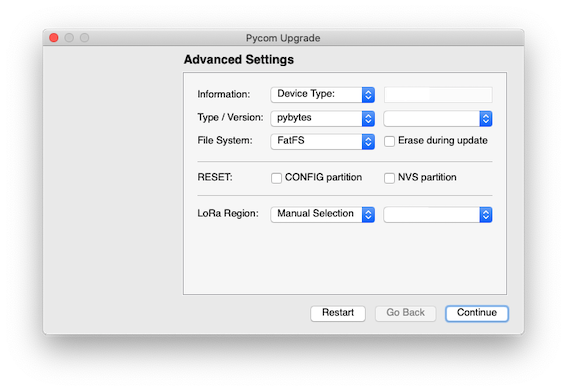 Pycom Upgrade
Advanced Settings
Information: Device Type:
Type / Version: pybytes
File System: FatFS Erase during update
RESET: CONFIG partition NVS partition
LoRa Region: Manual Selection
Restart Go Back Continue